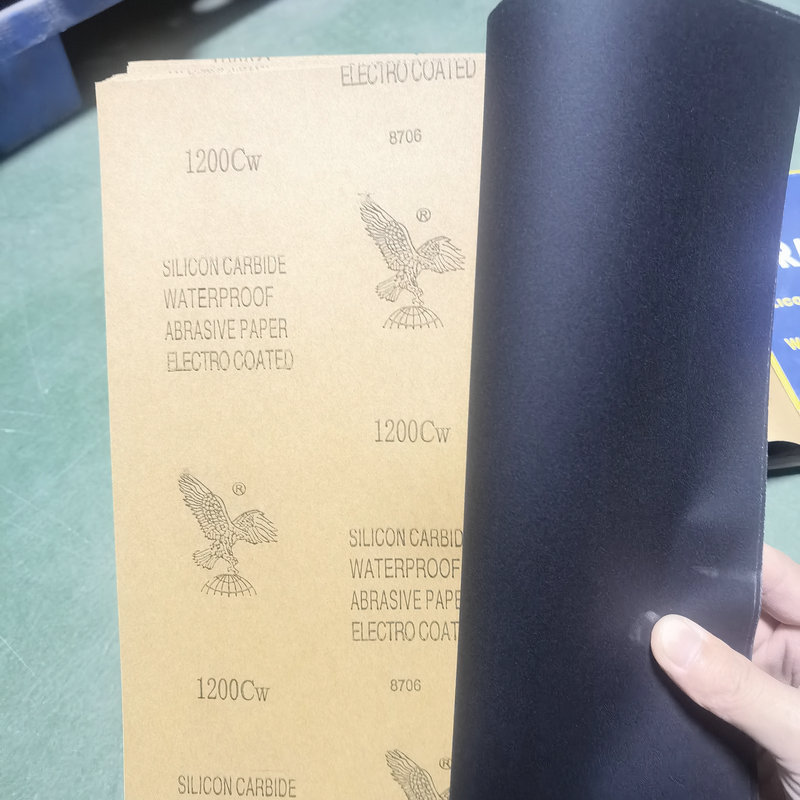 ELECTRO COATED
8706
1200Cw
®
SILICON CARBIDE
WATERPROOF
ABRASIVE PAPER
ELECTRO COATED
1200Cw
®
SILICON CARBID
WATERPROOF
ABRASIVE PAPE
ELECTRO COAT
1200Cw
8706
®
SILICON CARBIDE